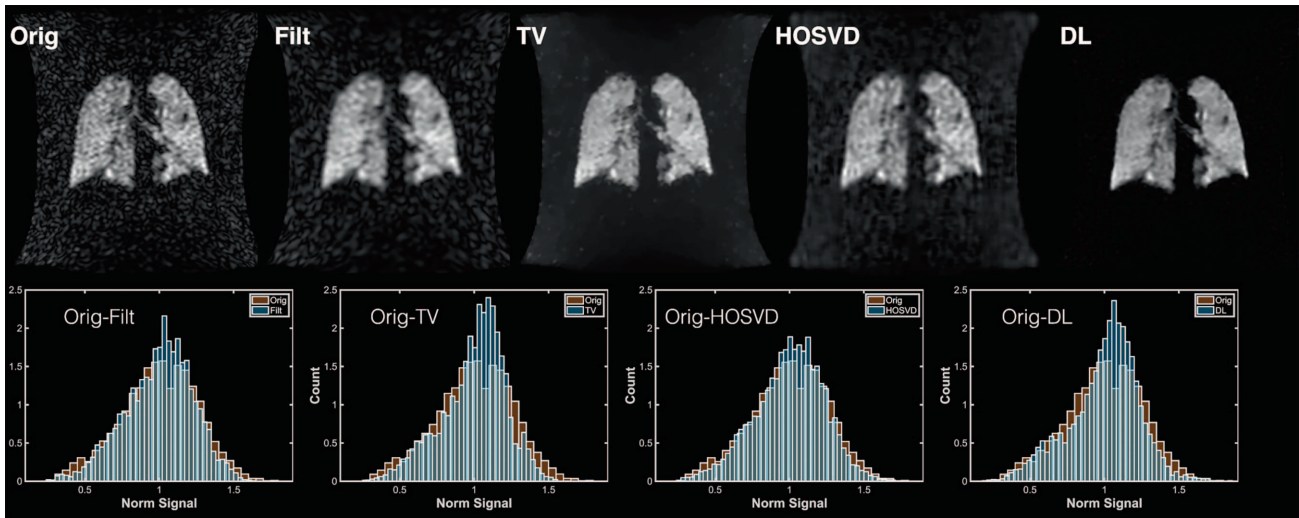 Orig
Filt
TV
HOSVD
DL
2.5
2
1.5
1
0.5
0
Orig-Filt
Orig
Filt
0.5
1
1.5
Norm Signal
Count
2.5
2
1.5
1
0.5
0
Orig-TV
Orig
TV
0.5
1
1.5
Norm Signal
Count
2.5
2
1.5
1
0.5
0
Orig-HOSVD
Orig
HOSVD
0.5
1
1.5
Norm Signal
Count
2.5
2
1.5
1
0.5
0
Orig-DL
Orig
DL
0.5
1
1.5
Norm Signal